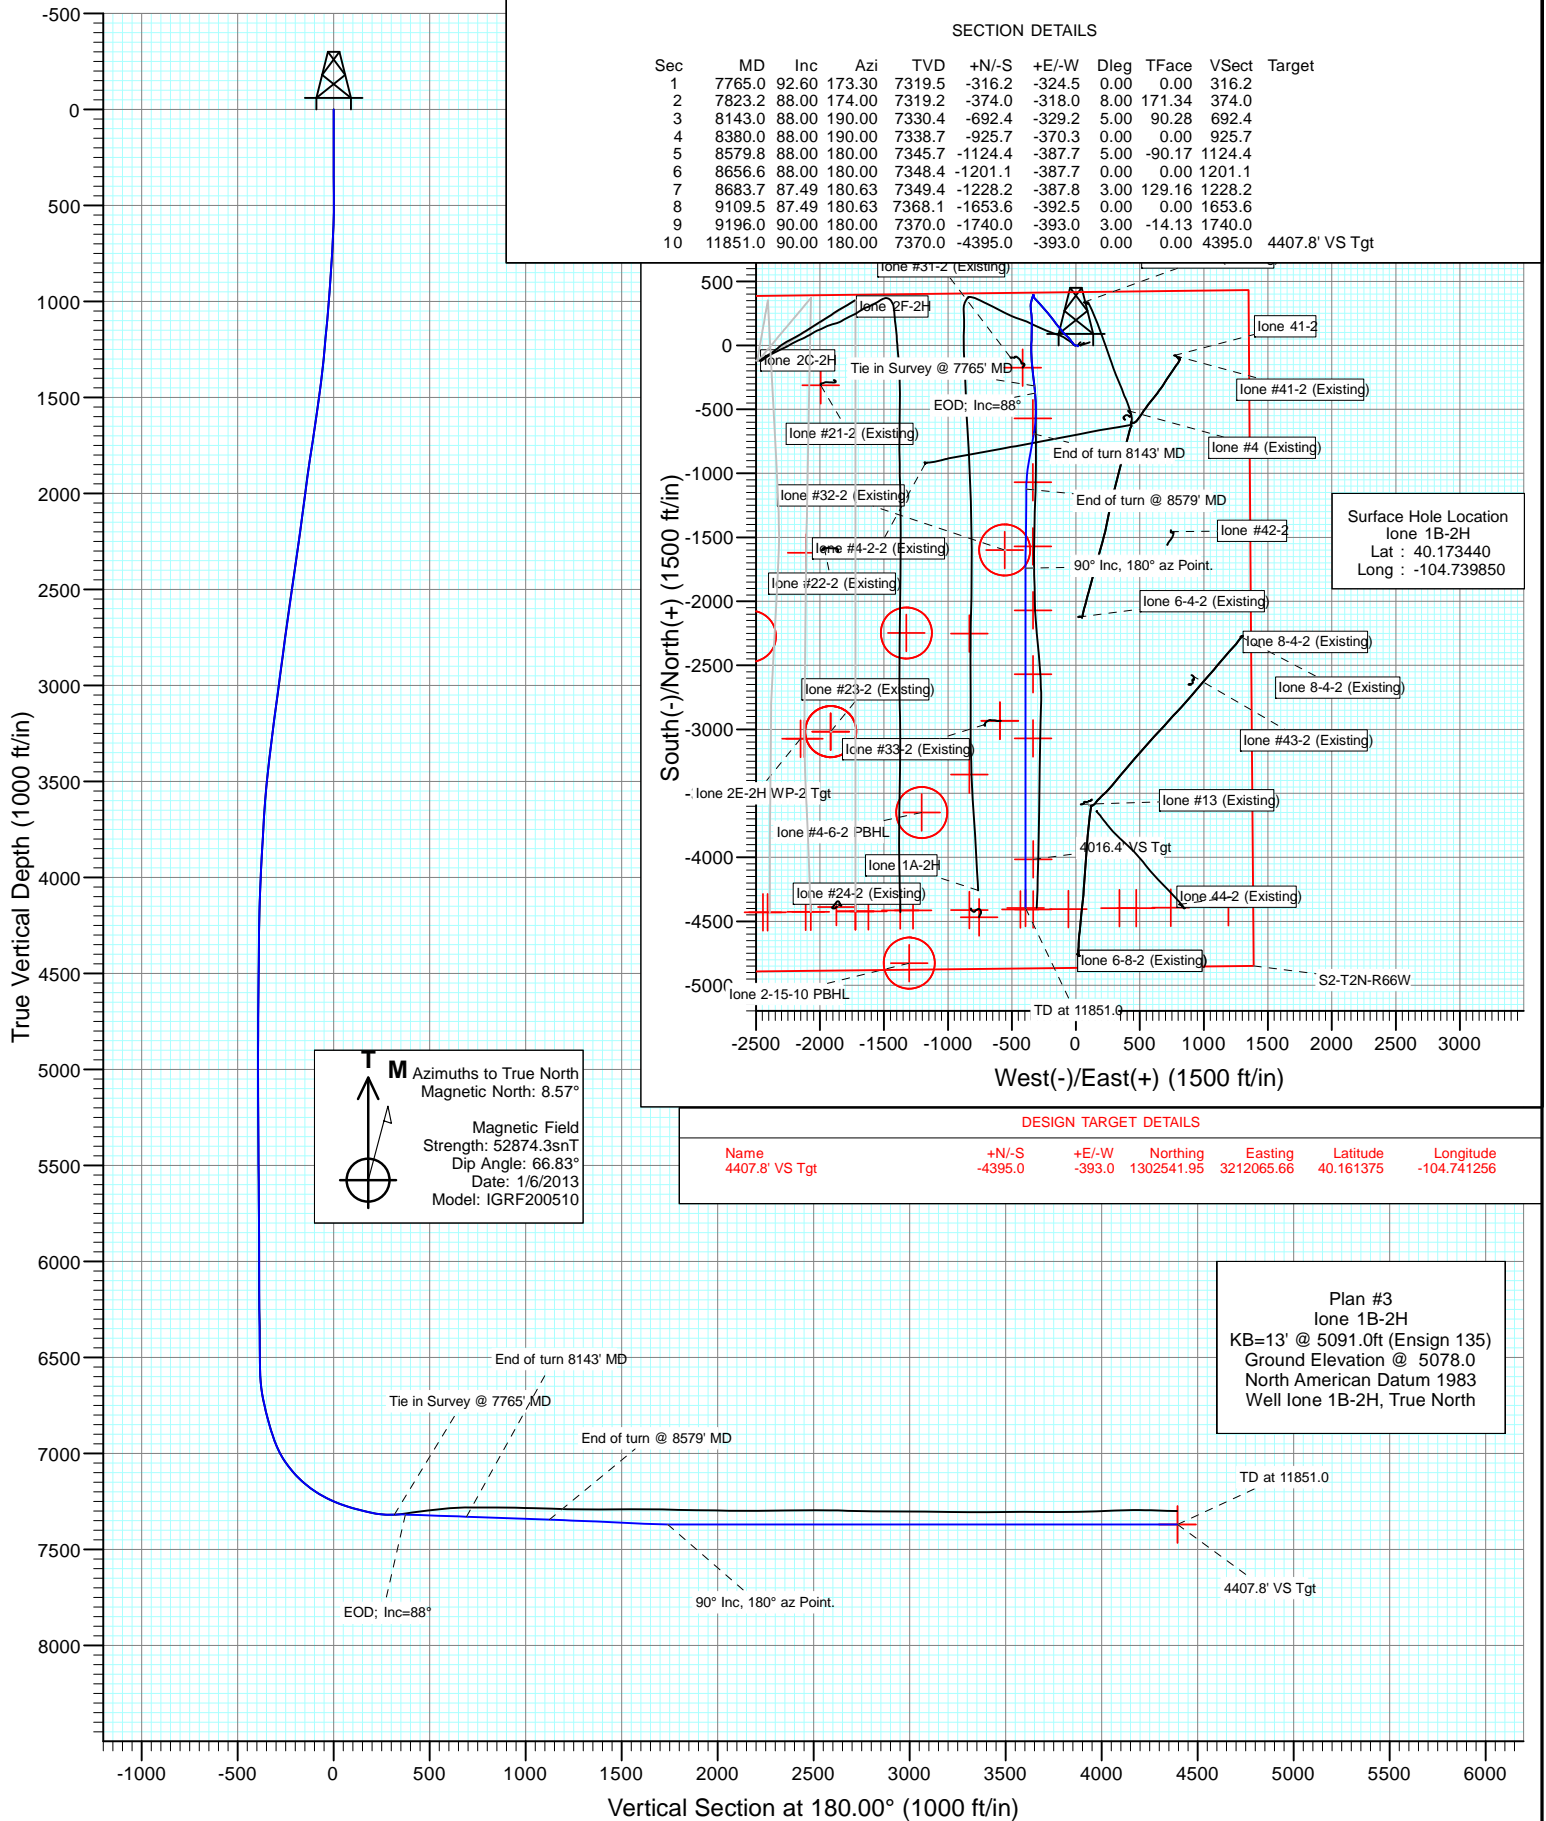 SECTION DETAILS
Sec MD Inc Azi TVD +N/-S +E/-W Dleg TFace VSect Target
1 7765.0 92.60 173.30 7319.5 -316.2 -324.5 0.00 0.00 316.2
2 7823.2 88.00 174.00 7319.2 -374.0 -318.0 8.00 171.34 374.0
3 8143.0 88.00 190.00 7330.4 -692.4 -329.2 5.00 90.28 692.4
4 8380.0 88.00 190.00 7338.7 -925.7 -370.3 0.00 0.00 925.7
5 8579.8 88.00 180.00 7345.7 -1124.4 -387.7 5.00 -90.17 1124.4
6 8656.6 88.00 180.00 7348.4 -1201.1 -387.7 0.00 0.00 1201.1
7 8683.7 87.49 180.63 7349.4 -1228.2 -387.8 3.00 129.16 1228.2
8 9109.5 87.49 180.63 7368.1 -1653.6 -392.5 0.00 0.00 1653.6
9 9196.0 90.00 180.00 7370.0 -1740.0 -393.0 3.00 -14.13 1740.0
10 11851.0 90.00 180.00 7370.0 -4395.0 -393.0 0.00 0.00 4395.0 4407.8' VS Tgt
-500
0
500
1000
1500
2000
2500
3000
3500
4000
4500
5000
5500
6000
6500
7000
7500
8000
True Vertical Depth (1000 ft/in)
-1000 -500 0 500 1000 1500 2000 2500 3000 3500 4000 4500 5000 5500 6000
Vertical Section at 180.00° (1000 ft/in)
500
0
-500
-1000
-1500
-2000
-2500
-3000
-4000
-4500
-5000
South(-)/North(+) (1500 ft/in)
-2500 -2000 -1500 -1000 -500 0 500 1000 1500 2000 2500 3000
West(-)/East(+) (1500 ft/in)
Ione #31-2 (Existing)
Ione 2F-2H
Ione 41-2
Ione 2C-2H
Tie in Survey @ 7765' MD
Ione #41-2 (Existing)
EOD; Inc=88°
Ione #21-2 (Existing)
Ione #4 (Existing)
End of turn 8143' MD
Ione #32-2 (Existing)
End of turn @ 8579' MD
Ione #42-2
Ione #4-2-2 (Existing)
90° Inc, 180° az Point.
Ione #22-2 (Existing)
Ione 6-4-2 (Existing)
Ione 8-4-2 (Existing)
Ione #23-2 (Existing)
Ione 8-4-2 (Existing)
Ione #33-2 (Existing)
Ione #43-2 (Existing)
Ione 2E-2H WP-2 Tgt
Ione #13 (Existing)
Ione #4-6-2 PBHL
4016.4' VS Tgt
Ione 1A-2H
Ione #24-2 (Existing)
Ione 44-2 (Existing)
Ione 6-8-2 (Existing)
S2-T2N-R66W
Ione 2-15-10 PBHL
TD at 11851.0
Surface Hole Location
Ione 1B-2H
Lat : 40.173440
Long : -104.739850
T
M
Azimuths to True North
Magnetic North: 8.57°
Magnetic Field
Strength: 52874.3snT
Dip Angle: 66.83°
Date: 1/6/2013
Model: IGRF200510
DESIGN TARGET DETAILS
Name +N/-S +E/-W Northing Easting Latitude Longitude
4407.8' VS Tgt -4395.0 -393.0 1302541.95 3212065.66 40.161375 -104.741256
Plan #3
Ione 1B-2H
KB=13' @ 5091.0ft (Ensign 135)
Ground Elevation @ 5078.0
North American Datum 1983
Well Ione 1B-2H, True North
End of turn 8143' MD
Tie in Survey @ 7765' MD
End of turn @ 8579' MD
TD at 11851.0
4407.8' VS Tgt
90° Inc, 180° az Point.
EOD; Inc=88°